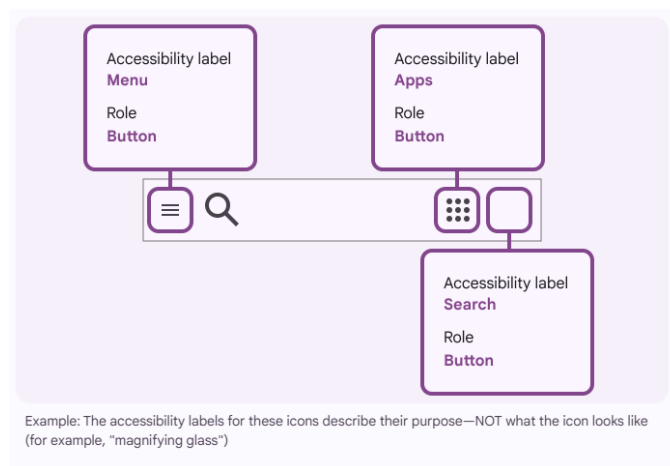 Accessibility label
Menu
Role
Button
Accessibility label
Apps
Role
Button
Accessibility label
Search
Role
Button
Example: The accessibility labels for these icons describe their purpose—NOT what the icon looks like
(for example, "magnifying glass")